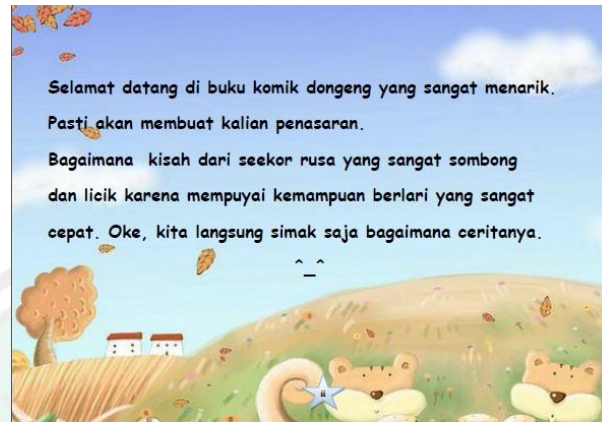 Selamat datang di buku komik dongeng yang sangat menarik.
Pasti akan membuat kalian penasaran.
Bagaimana kisah dari seekor rusa yang sangat sombong
dan licik karena mempuyai kemampuan berlari yang sangat
cepat. Oke, kita langsung simak saja bagaimana ceritanya.
^_^
ii